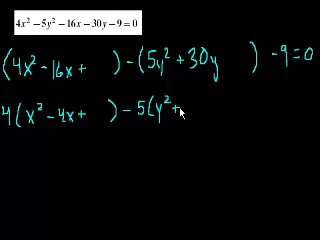 4x² − 5y² − 16x − 30y − 9 = 0
(4x² − 16x +   ) − (5y² + 30y   ) − 9 = 0
4(x² − 4x +   ) − 5(y² +